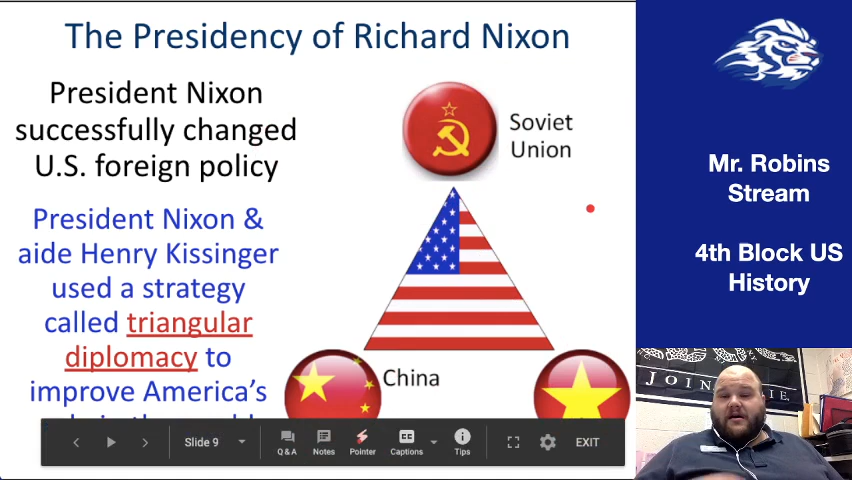 The Presidency of Richard Nixon
President Nixon
successfully changed
U.S. foreign policy
President Nixon &
aide Henry Kissinger
used a strategy
called triangular
diplomacy to
improve America's
Soviet
Union
China
Slide 9
Q & A
Notes
Pointer
Captions
Tips
EXIT
Mr. Robins
Stream
4th Block US
History
JOIN